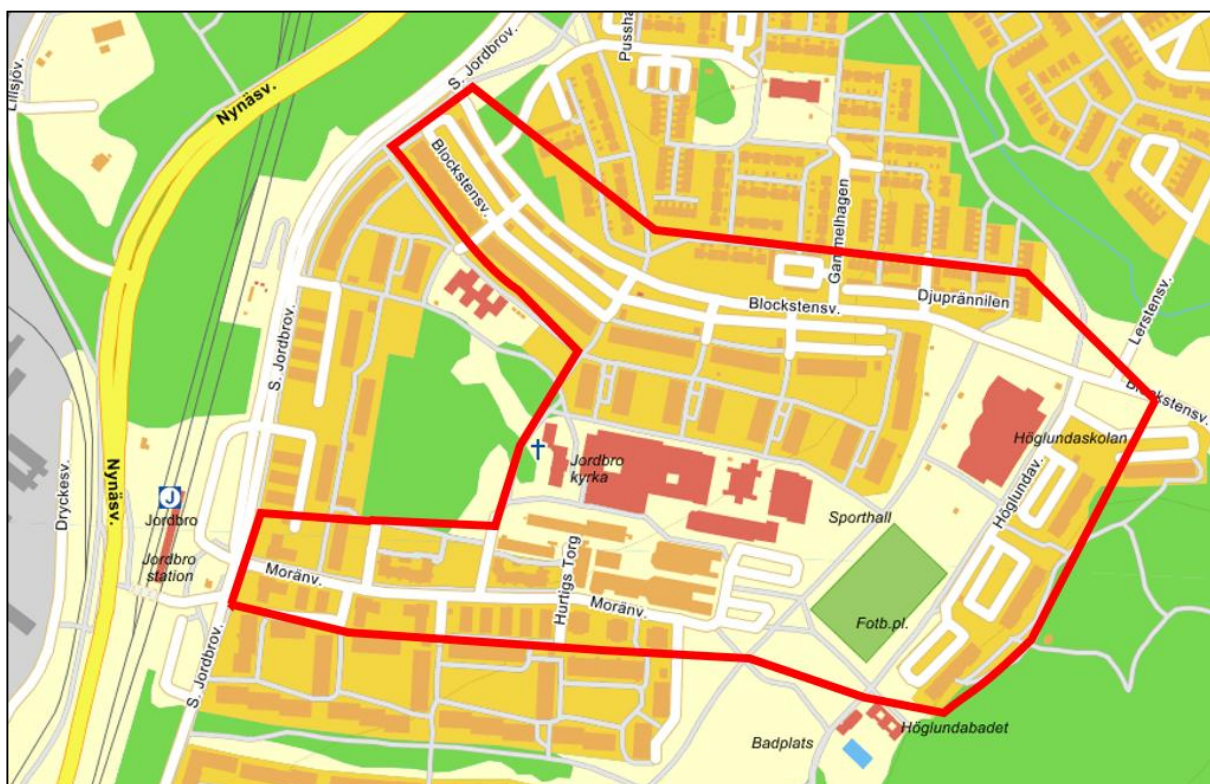 Lillsjöv.
Nynäsv.
S. Jordbrov.
Pussha
Blockstensv.
Gammelhagen
Djuprännilen
Blockstensv.
Lerstensv.
S. Jordbrov.
Blockstensv.
Höglundaskolan
Jordbro
kyrka
Höglundav.
Dryckesv.
Nynäsv.
J
Jordbro
Sporthall
Jordbro
station
Moränv.
Hurtigs Torg
Moränv.
Fotb.pl.
S. Jordbrov.
Badplats
Höglundabadet